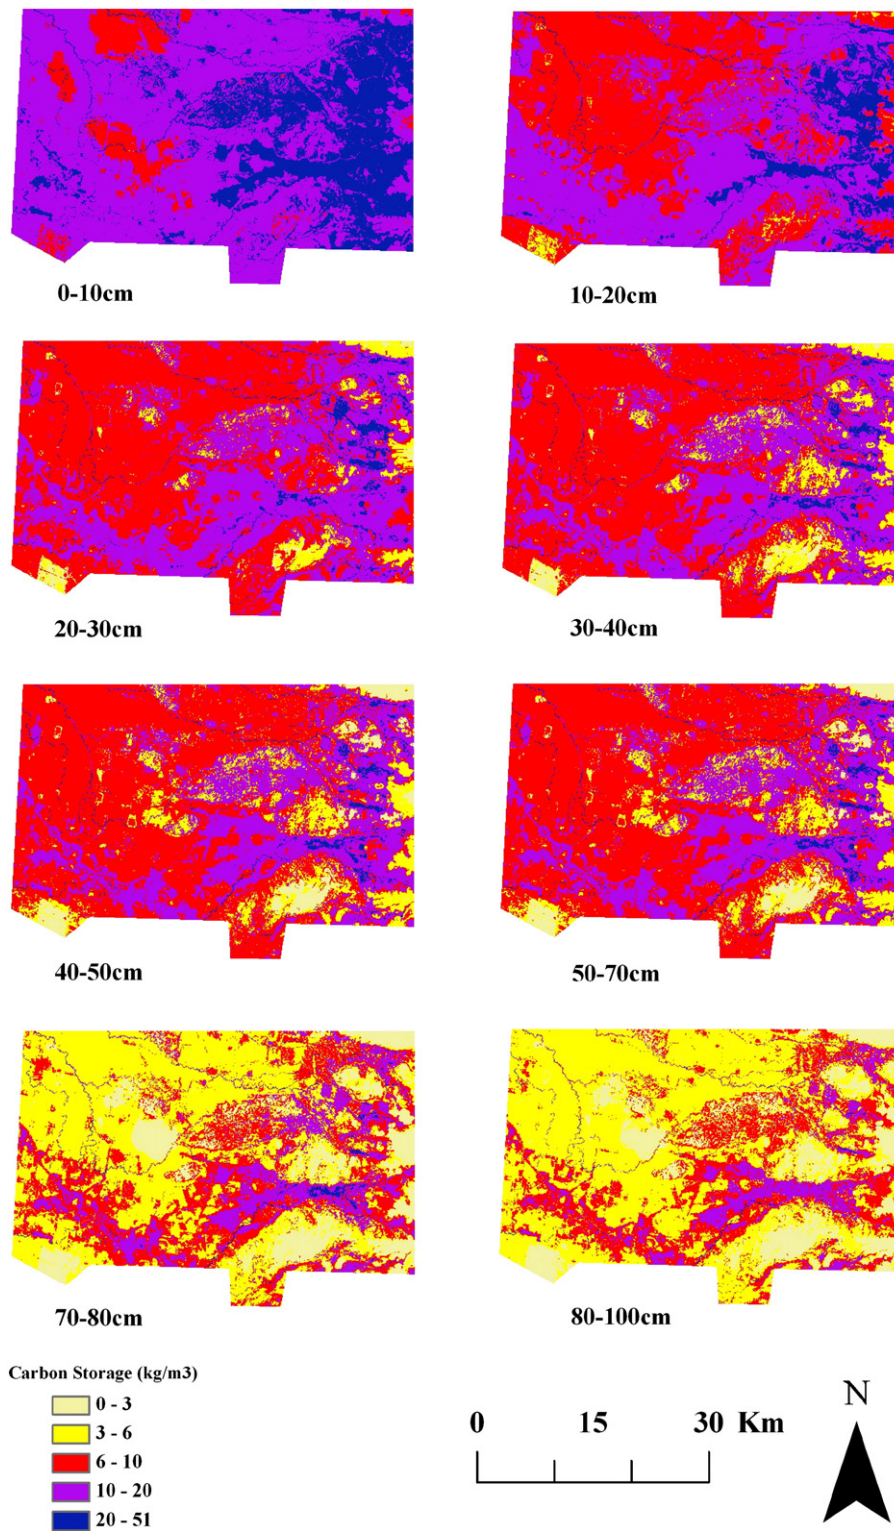 0-10cm
10-20cm
20-30cm
30-40cm
40-50cm
50-70cm
70-80cm
80-100cm
Carbon Storage (kg/m3)
0 - 3
3 - 6
6 - 10
10 - 20
20 - 51
0 15 30 Km
N